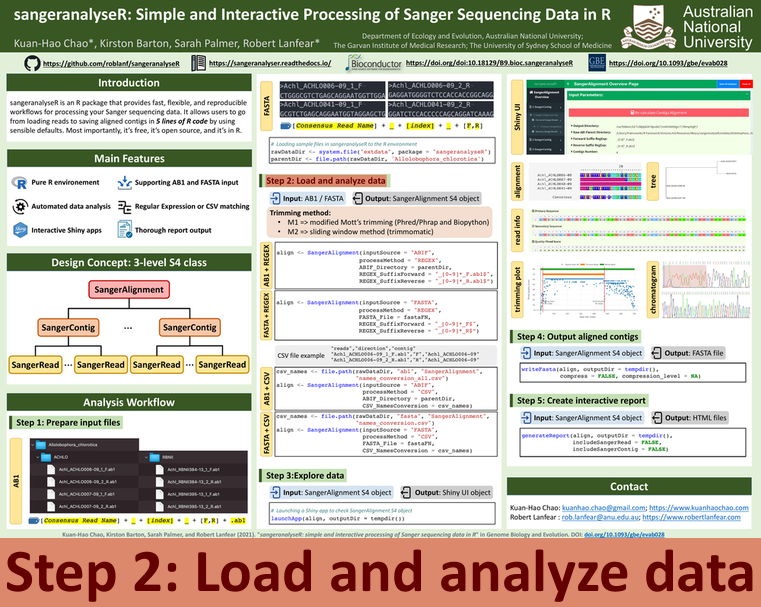 sangeranalyseR: Simple and Interactive Processing of Sanger Sequencing Data in R
Kuan-Hao Chao*, Kirston Barton, Sarah Palmer, Robert Lanfear*
Department of Ecology and Evolution, Australian National University;
The Garvan Institute of Medical Research; The University of Sydney School of Medicine
Australian
National
University
https://github.com/roblanf/sangeranalyseR
https://sangeranalyser.readthedocs.io/
Bioconductor
https://doi.org/doi:10.18129/B9.bioc.sangeranalyseR
GBE
https://doi.org/10.1093/gbe/evab028
Introduction
sangeranalyseR is an R package that provides fast, flexible, and reproducible
workflows for processing your Sanger sequencing data. It allows users to go
from loading reads to saving aligned contigs in 5 lines of R code by using
sensible defaults. Most importantly, it's free, it's open source, and it's in R.
Main Features
Pure R environement
Supporting AB1 and FASTA input
Automated data analysis
Regular Expression or CSV matching
Interactive Shiny apps
Thorough report output
Design Concept: 3-level S4 class
SangerAlignment
SangerContig
...
SangerContig
SangerRead ... SangerRead SangerRead ... SangerRead
Analysis Workflow
Step 1: Prepare input files
AB1
Allolobophora_chlorotica
ACHLO
RBNII
Achl_ACHLO006-09_1_F.ab1
Achl_ACHLO006-09_2_R.ab1
Achl_ACHLO007-09_1_F.ab1
Achl_ACHLO007-09_2_R.ab1
Achl_RBNII384-13_1_F.ab1
Achl_RBNII384-13_2_R.ab1
Achl_RBNII395-13_1_F.ab1
Achl_RBNII395-13_2_R.ab1
[Consensus Read Name] + _ + [index] + _ + [F,R] + .ab1
FASTA
>Achl_ACHLO006-09_1_F
CTGGGCGTCTGAGCAGGAATGGTTGGA
>Achl_ACHLO006-09_2_R
GAGGATGGGGTCTCCACCACCGGCAGG
>Achl_ACHLO041-09_1_F
>Achl_ACHLO041-09_2_R
[Consensus Read Name] + _ + [index] + _ + [F,R]
# Loading sample files in sangeranalyseR to the R environment
rawDataDir <- system.file("extdata", package = "sangeranalyseR")
parentDir <- file.path(rawDataDir, "Allolobophora_chlorotica")
Step 2: Load and analyze data
Input: AB1 / FASTA
Output: SangerAlignment S4 object
Trimming method:
• M1 => modified Mott's trimming (Phred/Phrap and Biopython)
• M2 => sliding window method (trimmomatic)
AB1 + REGEX
align <- SangerAlignment(inputSource = "ABIF",
processMethod = "REGEX",
ABIF_Directory = parentDir,
REGEX_SuffixForward = "_[0-9]*_F.ab1$",
REGEX_SuffixReverse = "_[0-9]*_R.ab1$")
FASTA + REGEX
align <- SangerAlignment(inputSource = "FASTA",
processMethod = "REGEX",
FASTA_File = fastaFN,
REGEX_SuffixForward = "_[0-9]*_F$",
REGEX_SuffixReverse = "_[0-9]*_R$")
CSV file example
"reads","direction","contig"
"Achl_ACHLO006-09_1_F.ab1","F","Achl_ACHLO006-09"
"Achl_ACHLO006-09_2_R.ab1","R","Achl_ACHLO006-09"
AB1 + CSV
csv_names <- file.path(rawDataDir, "ab1", "SangerAlignment",
"names_conversion_all.csv")
align <- SangerAlignment(inputSource = "ABIF",
processMethod = "CSV",
ABIF_Directory = parentDir,
CSV_NamesConversion = csv_names)
FASTA + CSV
csv_names <- file.path(rawDataDir, "fasta", "SangerAlignment",
"names_conversion.csv")
align <- SangerAlignment(inputSource = "FASTA",
processMethod = "CSV",
FASTA_File = fastaFN,
CSV_NamesConversion = csv_names)
Step 3:Explore data
Input: SangerAlignment S4 object
Output: Shiny UI object
# Launching a Shiny app to check SangerAlignment S4 object
launchApp(align, outputDir = tempdir())
Shiny UI
SangerAlignment Overview Page
Input Parameters:
alignment
tree
read info
trimming plot
chromatogram
Step 4: Output aligned contigs
Input: SangerAlignment S4 object
Output: FASTA file
writeFasta(align, outputDir = tempdir(),
compress = FALSE, compression_level = NA)
Step 5: Create interactive report
Input: SangerAlignment S4 object
Output: HTML files
generateReport(align, outputDir = tempdir(),
includeSangerRead = FALSE,
includeSangerContig = FALSE)
Contact
Kuan-Hao Chao: kuanhao.chao@gmail.com; https://www.kuanhaochao.com
Robert Lanfear : rob.lanfear@anu.edu.au; https://www.robertlanfear.com
Kuan-Hao Chao, Kirston Barton, Sarah Palmer, and Robert Lanfear (2021). "sangeranalyseR: simple and interactive processing of Sanger sequencing data in R" in Genome Biology and Evolution. DOI: doi.org/10.1093/gbe/evab028
Step 2: Load and analyze data